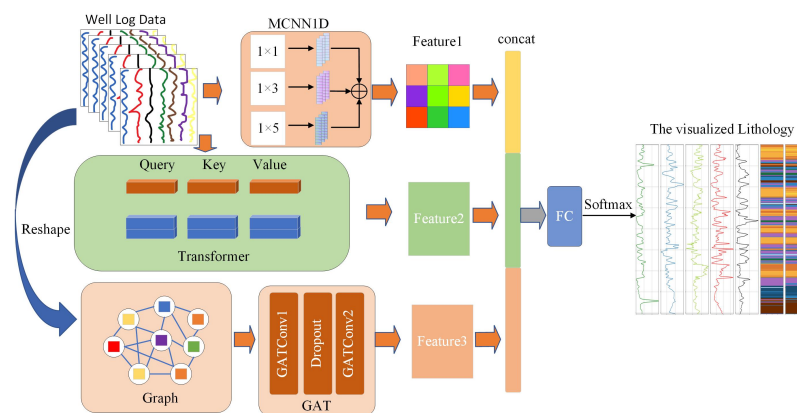 Well Log Data
MCNN1D
1×1
1×3
1×5
Feature1
concat
Query Key Value
Transformer
Feature2
FC
Softmax
The visualized Lithology
Reshape
Graph
GATConv1
Dropout
GATConv2
GAT
Feature3